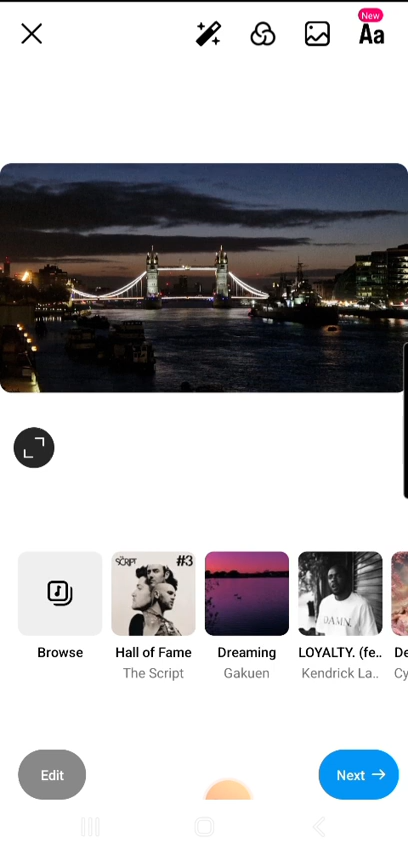 New
Aa
THE SCRIPT #3
DAMN.
Browse
Hall of Fame
Dreaming
LOYALTY. (fe..
De
The Script
Gakuen
Kendrick La..
Cy
Edit
Next